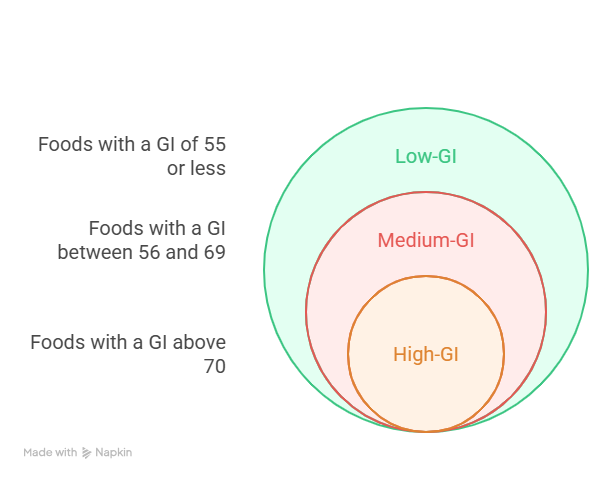 Foods with a GI of 55
or less
Low-GI
Foods with a GI
between 56 and 69
Medium-GI
Foods with a GI above
70
High-GI
Made with Napkin